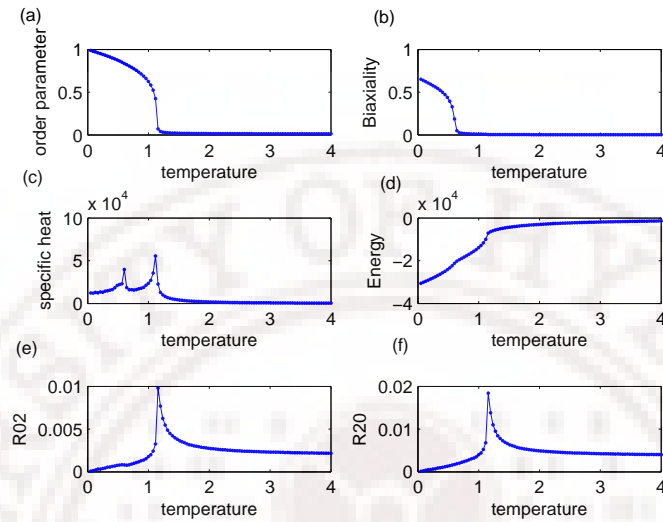 (a)
order parameter
1
0.5
0
0 1 2 3 4
temperature
(b)
Biaxiality
1
0.5
0
0 1 2 3 4
temperature
(c)
x 10^4
specific heat
10
5
0
0 1 2 3 4
temperature
(d)
x 10^4
Energy
0
−2
−4
0 1 2 3 4
temperature
(e)
R02
0.01
0.005
0
0 1 2 3 4
temperature
(f)
R20
0.02
0.01
0
0 1 2 3 4
temperature